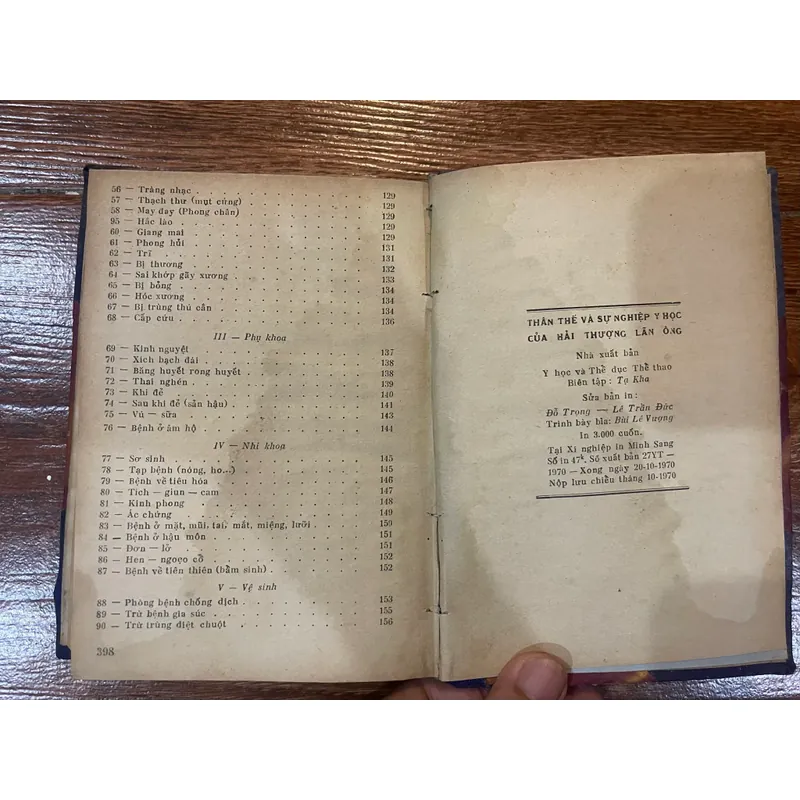 56 — Tràng nhạc 129
57 — Thạch thư (mụt cứng) 129
58 — May đay (Phong chẩn) 129
95 — Hắc lào 129
60 — Giang mai 129
61 — Phong hủi 131
62 — Trĩ 131
63 — Bị thương 132
64 — Sai khớp gãy xương 133
65 — Bị bỏng 134
66 — Hóc xương 134
67 — Bị trùng thú cắn 134
68 — Cấp cứu 136
III — Phụ khoa
69 — Kinh nguyệt 137
70 — Xích bạch đái 138
71 — Băng huyết rong huyết 138
72 — Thai nghén 139
73 — Khi đẻ 140
74 — Sau khi đẻ (sản hậu) 141
75 — Vú — sữa 143
76 — Bệnh ở âm hộ 144
IV — Nhi khoa
77 — Sơ sinh 145
78 — Tạp bệnh (nóng, ho...) 145
79 — Bệnh về tiêu hóa 146
80 — Tích — giun — cam 147
81 — Kinh phong 148
82 — Ác chứng 149
83 — Bệnh ở mặt, mũi, tai, mắt, miệng, lưỡi 150
84 — Bệnh ở hậu môn 151
85 — Đơn — lở 151
86 — Hen — ngoẹo cổ 152
87 — Bệnh về tiên thiên (bẩm sinh) 152
V — Vệ sinh
88 — Phòng bệnh chống dịch 153
89 — Trừ bệnh gia súc 155
90 — Trừ trùng diệt chuột 156
398
THÂN THẾ VÀ SỰ NGHIỆP Y HỌC
CỦA HẢI THƯỢNG LÃN ÔNG
Nhà xuất bản
Y học và Thể dục Thể thao
Biên tập : Tạ Kha
Sửa bản in :
Đỗ Trọng — Lê Trần Đức
Trình bày bìa: Bùi Lê Vượng
In 3.000 cuốn.
Tại Xí nghiệp in Minh Sang
Số in 47k. Số xuất bản 27YT —
1970 — Xong ngày 20-10-1970
Nộp lưu chiểu tháng 10-1970